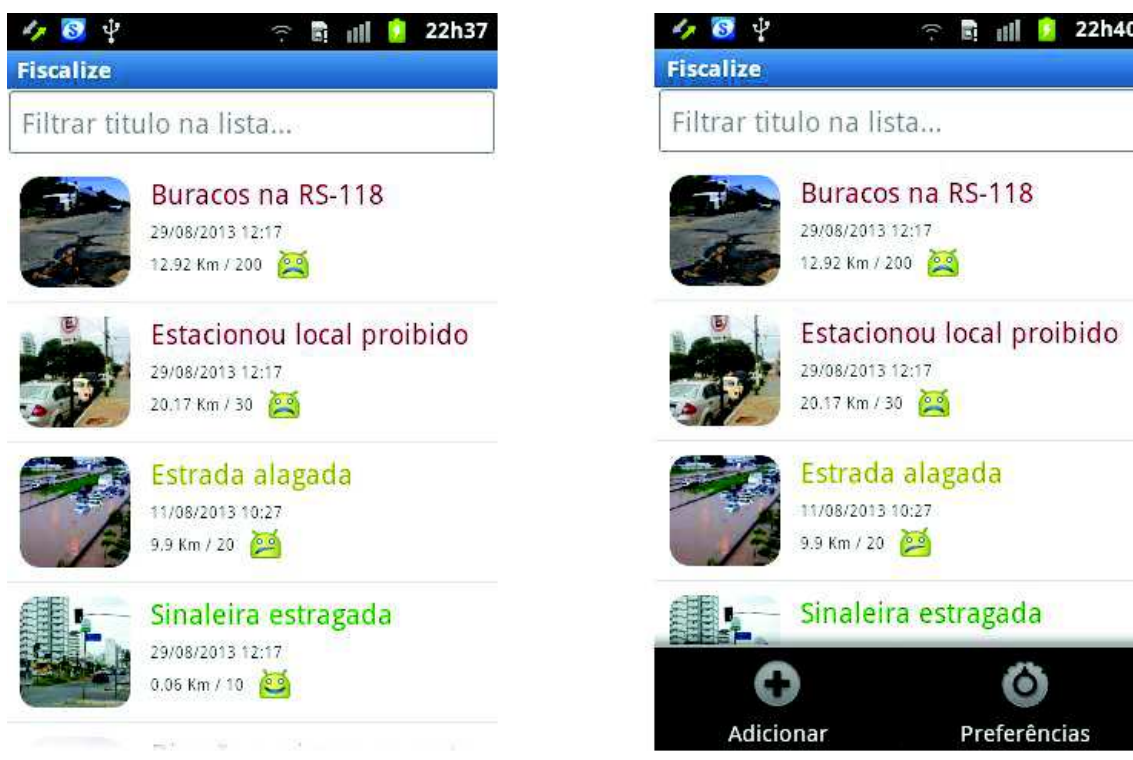 22h37
Fiscalize
Filtrar titulo na lista...
Buracos na RS-118
29/08/2013 12:17
12.92 Km / 200
Estacionou local proibido
29/08/2013 12:17
20.17 Km / 30
Estrada alagada
11/08/2013 10:27
9.9 Km / 20
Sinaleira estragada
29/08/2013 12:17
0.06 Km / 10
22h40
Fiscalize
Filtrar titulo na lista...
Buracos na RS-118
29/08/2013 12:17
12.92 Km / 200
Estacionou local proibido
29/08/2013 12:17
20.17 Km / 30
Estrada alagada
11/08/2013 10:27
9.9 Km / 20
Sinaleira estragada
Adicionar
Preferências